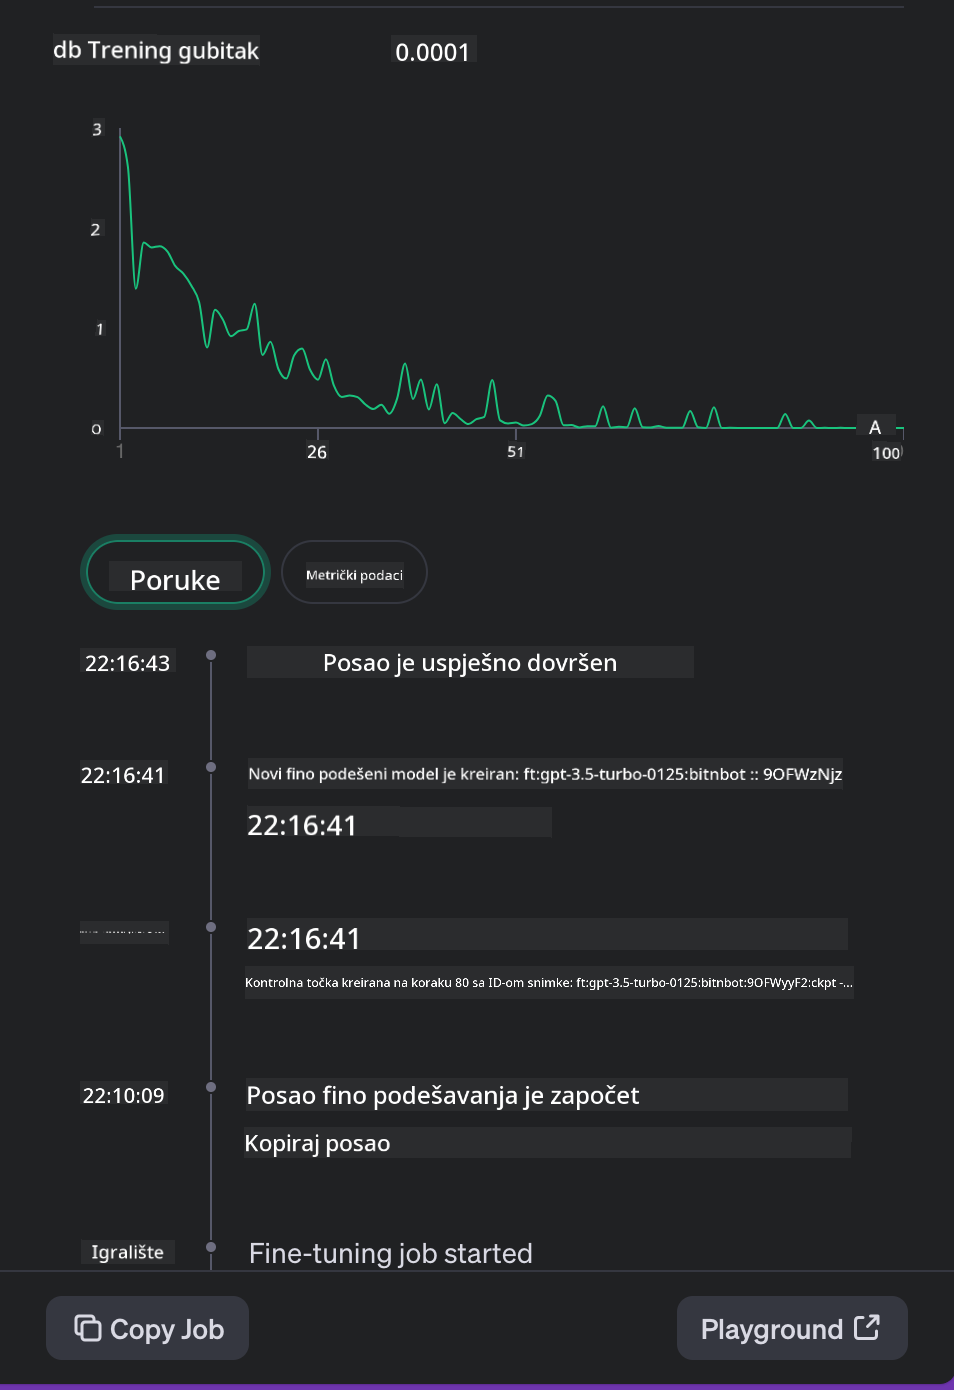 db Trening gubitak
0.0001
3
2
1
0
1
26
51
A
100
Poruke
Metrički podaci
22:16:43
Posao je uspješno dovršen
22:16:41
Novi fino podešeni model je kreiran: ft:gpt-3.5-turbo-0125:bitnbot :: 9OFWzNjz
22:16:41
22:16:41
Kontrolna točka kreirana na koraku 80 sa ID-om snimke: ft:gpt-3.5-turbo-0125:bitnbot:9OFWyyF2:ckpt -...
22:10:09
Posao fino podešavanja je započet
Kopiraj posao
Igralište
Fine-tuning job started
Copy Job
Playground